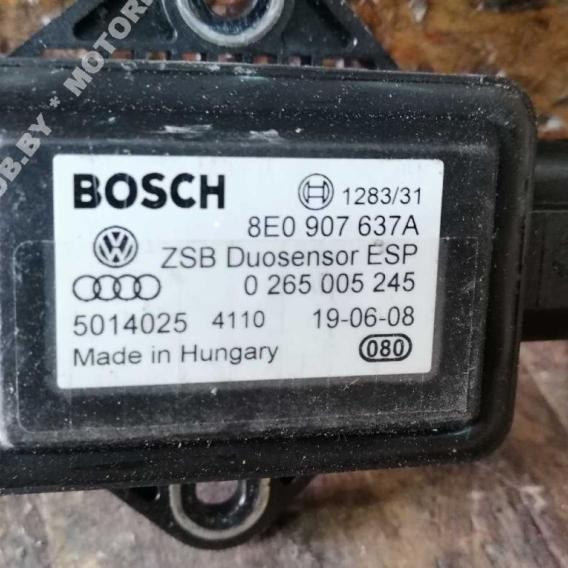 BOSCH 1283/31
8E0 907 637A
ZSB Duosensor ESP
0 265 005 245
5014025 4110 19-06-08
Made in Hungary 080